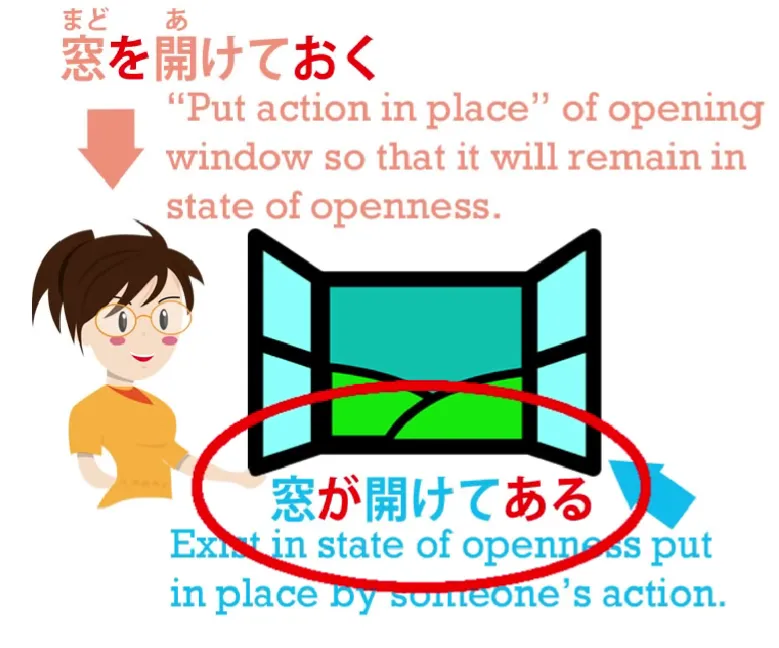 まど あ
窓を開けておく
“Put action in place” of opening
window so that it will remain in
state of openness.
窓が開けてある
Exist in state of openness put
in place by someone’s action.